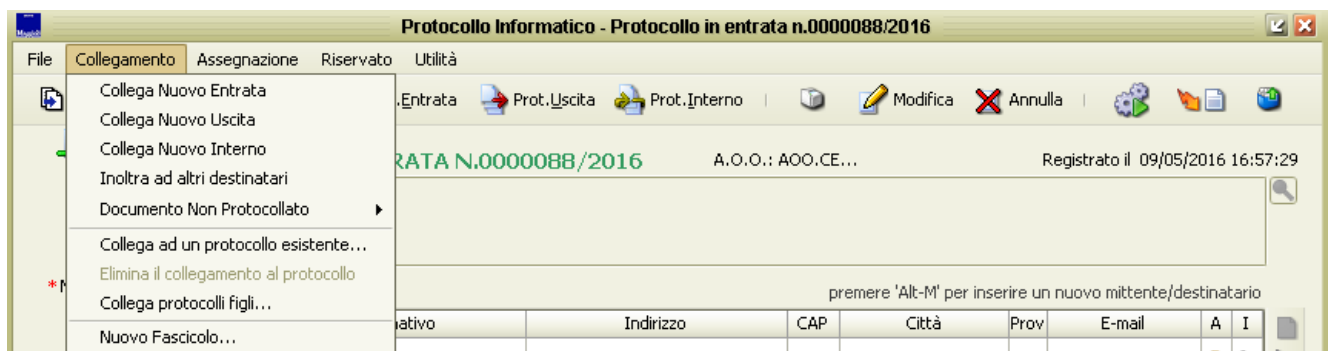 Protocollo Informatico - Protocollo in entrata n.0000088/2016
File Collegamento Assegnazione Riservato Utilità
Collega Nuovo Entrata
.Entrata Prot.Uscita Prot.Interno Modifica Annulla
Collega Nuovo Uscita
Collega Nuovo Interno
RATA N.0000088/2016 A.O.O.: AOO.CE... Registrato il 09/05/2016 16:57:29
Inoltra ad altri destinatari
Documento Non Protocollato
Collega ad un protocollo esistente...
Elimina il collegamento al protocollo
premere 'Alt-M' per inserire un nuovo mittente/destinatario
Collega protocolli figli...
nativo Indirizzo CAP Città Prov E-mail A I
Nuovo Fascicolo...